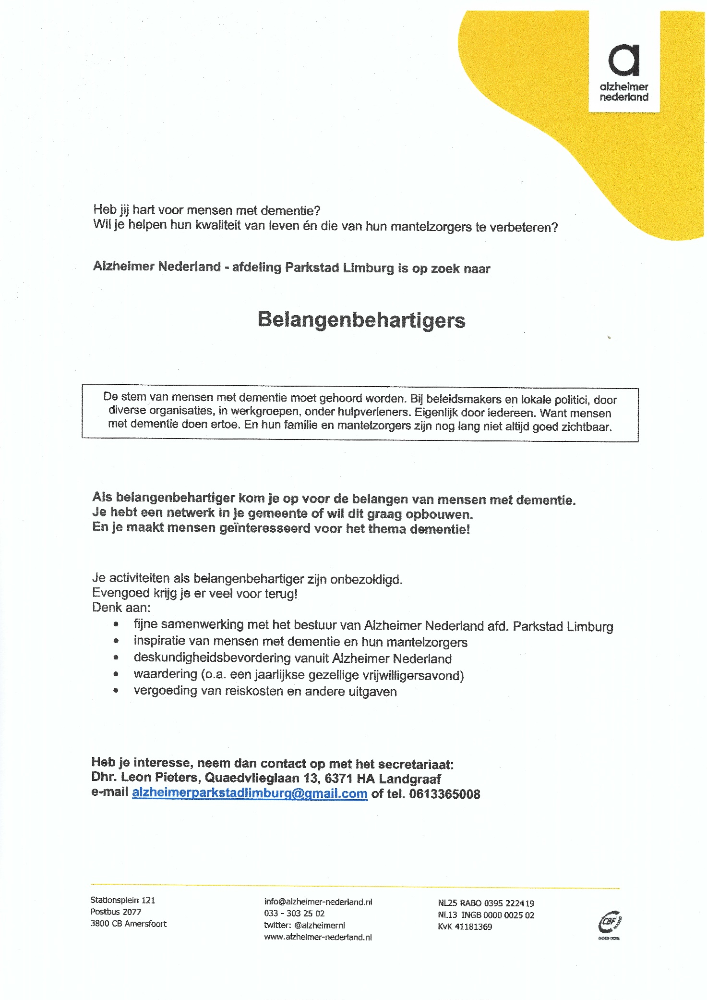 a
alzheimer
nederland
Heb jij hart voor mensen met dementie?
Wil je helpen hun kwaliteit van leven én die van hun mantelzorgers te verbeteren?
Alzheimer Nederland - afdeling Parkstad Limburg is op zoek naar
Belangenbehartigers
De stem van mensen met dementie moet gehoord worden. Bij beleidsmakers en lokale politici, door
diverse organisaties, in werkgroepen, onder hulpverleners. Eigenlijk door iedereen. Want mensen
met dementie doen ertoe. En hun familie en mantelzorgers zijn nog lang niet altijd goed zichtbaar.
Als belangenbehartiger kom je op voor de belangen van mensen met dementie.
Je hebt een netwerk in je gemeente of wil dit graag opbouwen.
En je maakt mensen geïnteresseerd voor het thema dementie!
Je activiteiten als belangenbehartiger zijn onbezoldigd.
Evengoed krijg je er veel voor terug!
Denk aan:
• fijne samenwerking met het bestuur van Alzheimer Nederland afd. Parkstad Limburg
• inspiratie van mensen met dementie en hun mantelzorgers
• deskundigheidsbevordering vanuit Alzheimer Nederland
• waardering (o.a. een jaarlijkse gezellige vrijwilligersavond)
• vergoeding van reiskosten en andere uitgaven
Heb je interesse, neem dan contact op met het secretariaat:
Dhr. Leon Pieters, Quaedvlieglaan 13, 6371 HA Landgraaf
e-mail alzheimerparkstadlimburg@gmail.com of tel. 0613365008
Stationsplein 121
Postbus 2077
3800 CB Amersfoort
info@alzheimer-nederland.nl
033 - 303 25 02
twitter: @alzheimernl
www.alzheimer-nederland.nl
NL25 RABO 0395 222419
NL13 INGB 0000 0025 02
KvK 41181369
CBF
GOED DOEL